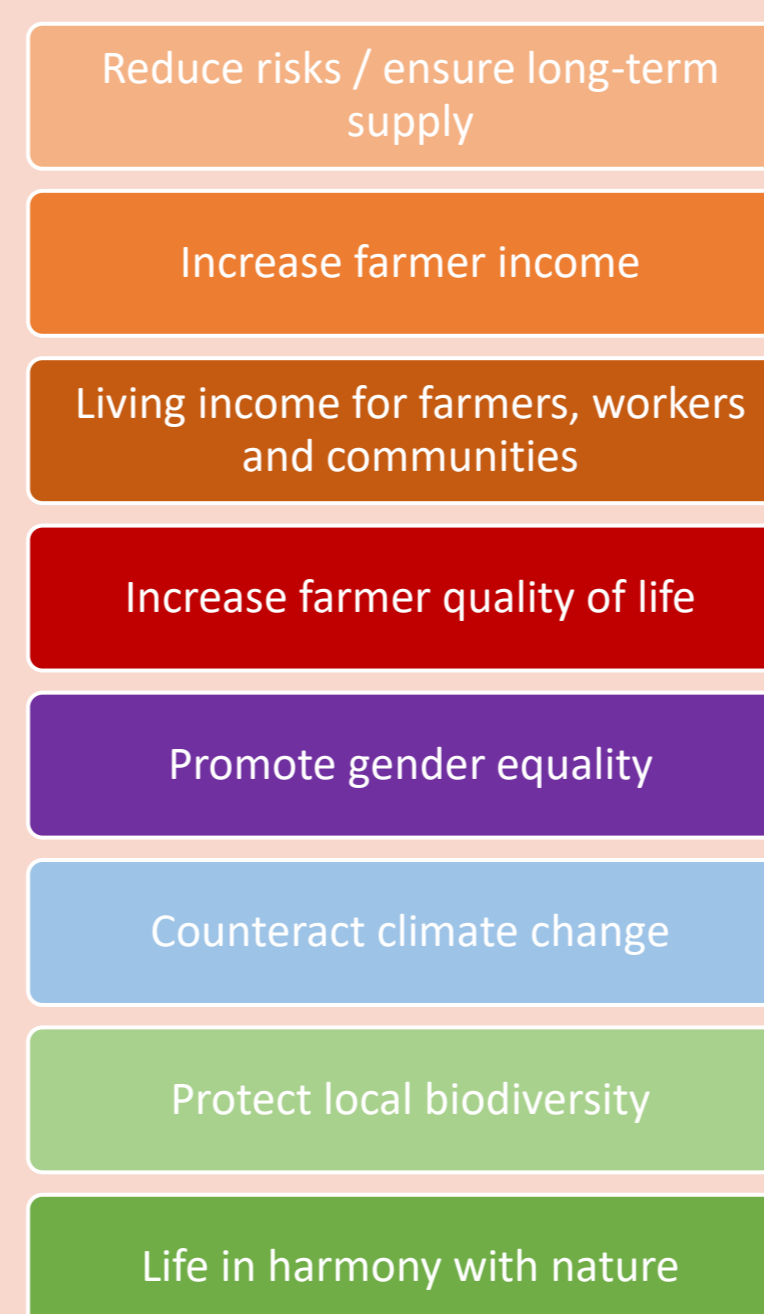 Reduce risks / ensure long-term
supply
Increase farmer income
Living income for farmers, workers
and communities
Increase farmer quality of life
Promote gender equality
Counteract climate change
Protect local biodiversity
Life in harmony with nature